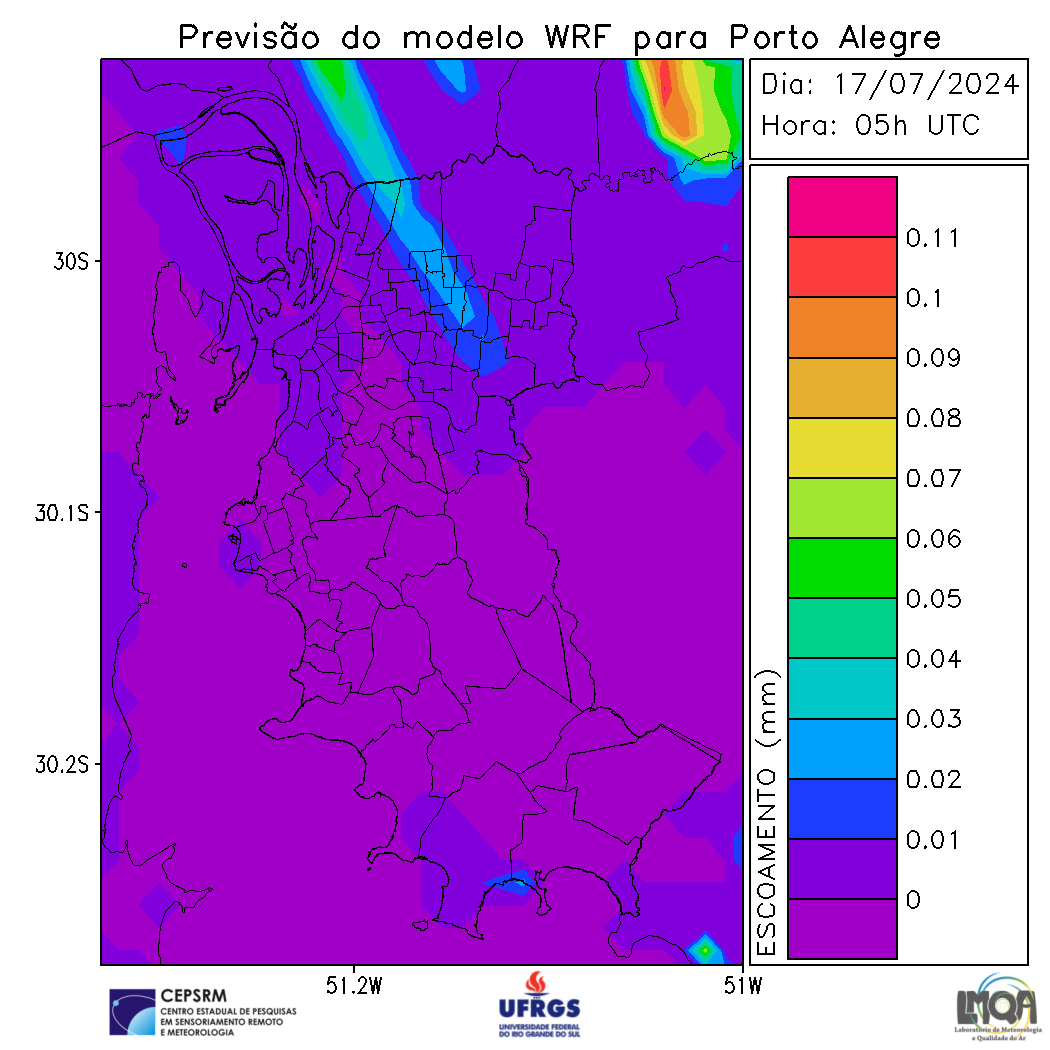 Previsão do modelo WRF para Porto Alegre
Dia: 17/07/2024
Hora: 05h UTC
30S
30.1S
30.2S
51.2W
51W
ESCOAMENTO (mm)
0.11
0.1
0.09
0.08
0.07
0.06
0.05
0.04
0.03
0.02
0.01
0
CEPSRM
CENTRO ESTADUAL DE PESQUISAS
EM SENSORIAMENTO REMOTO
E METEOROLOGIA
UFRGS
UNIVERSIDADE FEDERAL
DO RIO GRANDE DO SUL
LMQA
Laboratório de Meteorologia
e Qualidade do Ar